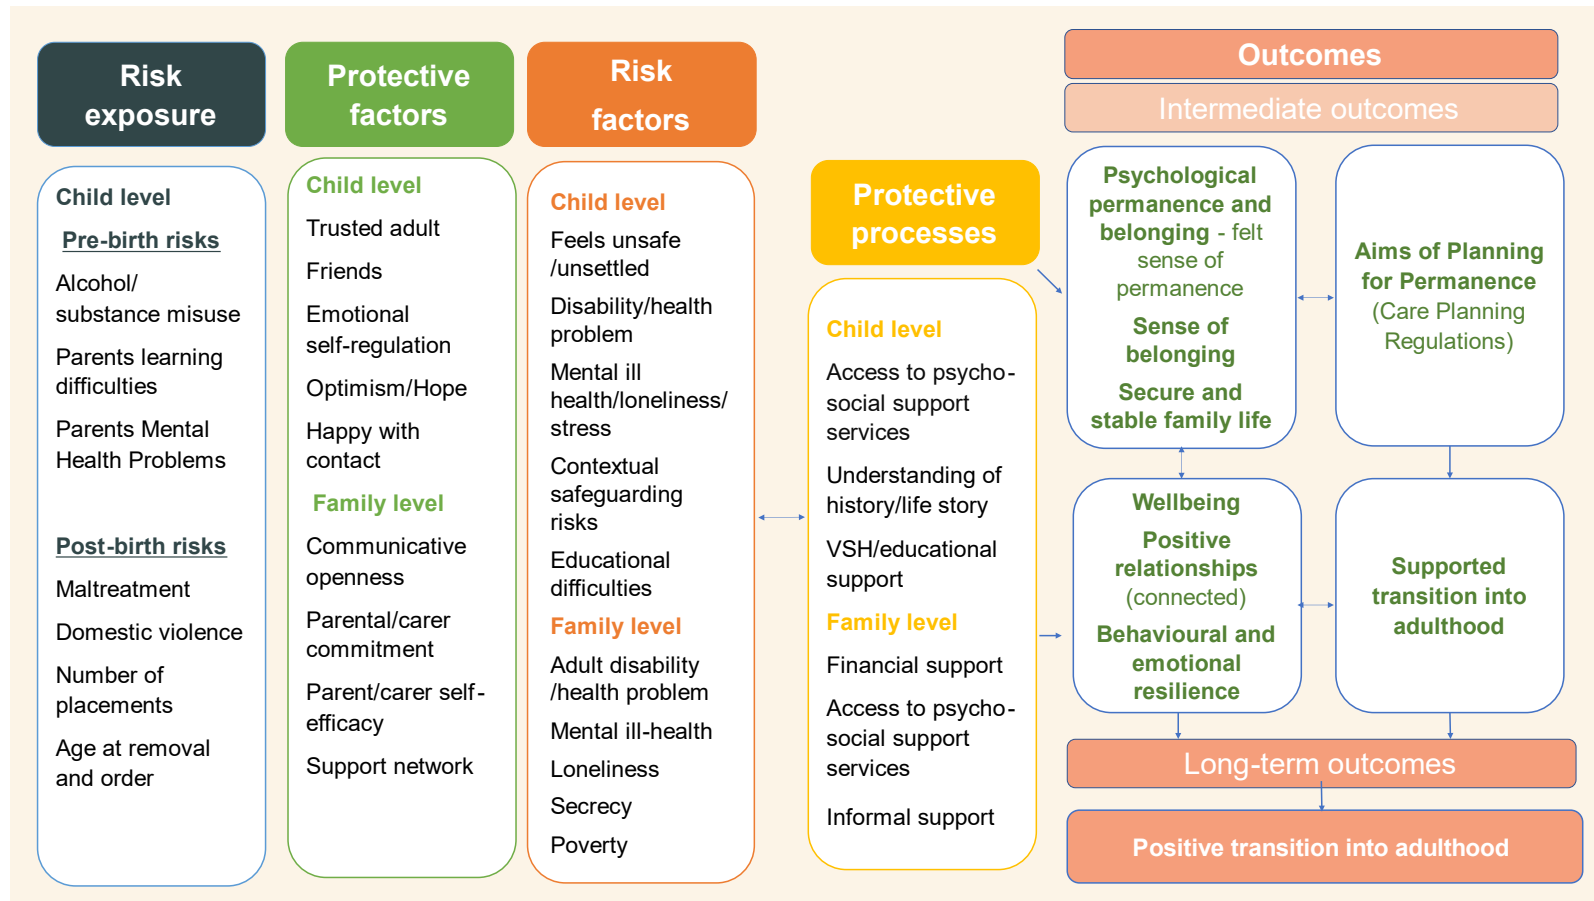 Risk
exposure
Child level
Pre-birth risks
Alcohol/
substance misuse
Parents learning
difficulties
Parents Mental
Health Problems
Post-birth risks
Maltreatment
Domestic violence
Number of
placements
Age at removal
and order
Protective
factors
Child level
Trusted adult
Friends
Emotional
self-regulation
Optimism/Hope
Happy with
contact
Family level
Communicative
openness
Parental/carer
commitment
Parent/carer self-
efficacy
Support network
Risk
factors
Child level
Feels unsafe
/unsettled
Disability/health
problem
Mental ill
health/loneliness/
stress
Contextual
safeguarding
risks
Educational
difficulties
Family level
Adult disability
/health problem
Mental ill-health
Loneliness
Secrecy
Poverty
Protective
processes
Child level
Access to psycho-
social support
services
Understanding of
history/life story
VSH/educational
support
Family level
Financial support
Access to psycho-
social support
services
Informal support
Outcomes
Intermediate outcomes
Psychological
permanence and
belonging - felt
sense of
permanence
Sense of
belonging
Secure and
stable family life
Aims of Planning
for Permanence
(Care Planning
Regulations)
Wellbeing
Positive
relationships
(connected)
Behavioural and
emotional
resilience
Supported
transition into
adulthood
Long-term outcomes
Positive transition into adulthood